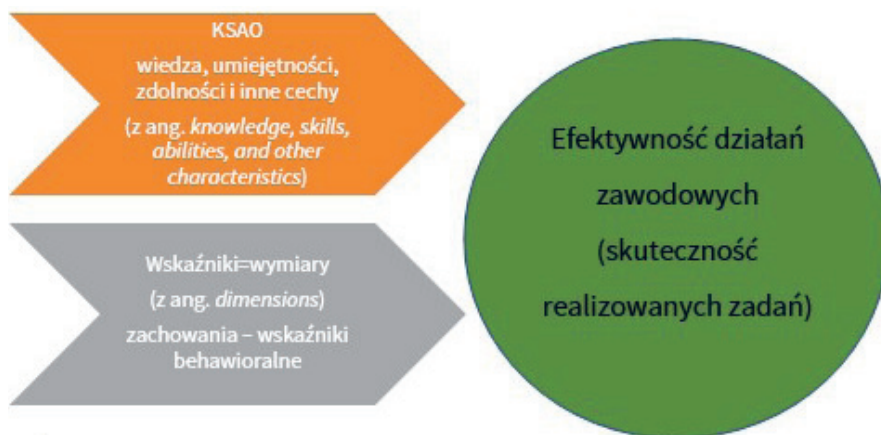 KSAO
wiedza, umiejętności,
zdolności i inne cechy
(z ang. knowledge, skills,
abilities, and other
characteristics)
Wskaźniki=wymiary
(z ang. dimensions)
zachowania – wskaźniki
behawioralne
Efektywność działań
zawodowych
(skuteczność
realizowanych zadań)